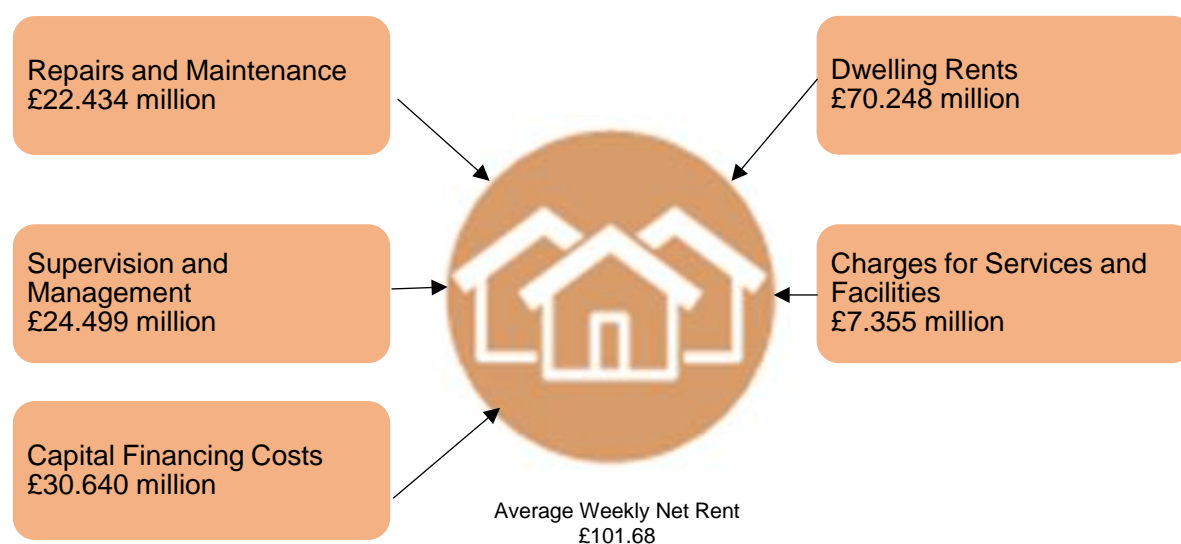 Repairs and Maintenance
£22.434 million
Dwelling Rents
£70.248 million
Supervision and
Management
£24.499 million
Charges for Services and
Facilities
£7.355 million
Capital Financing Costs
£30.640 million
Average Weekly Net Rent
£101.68